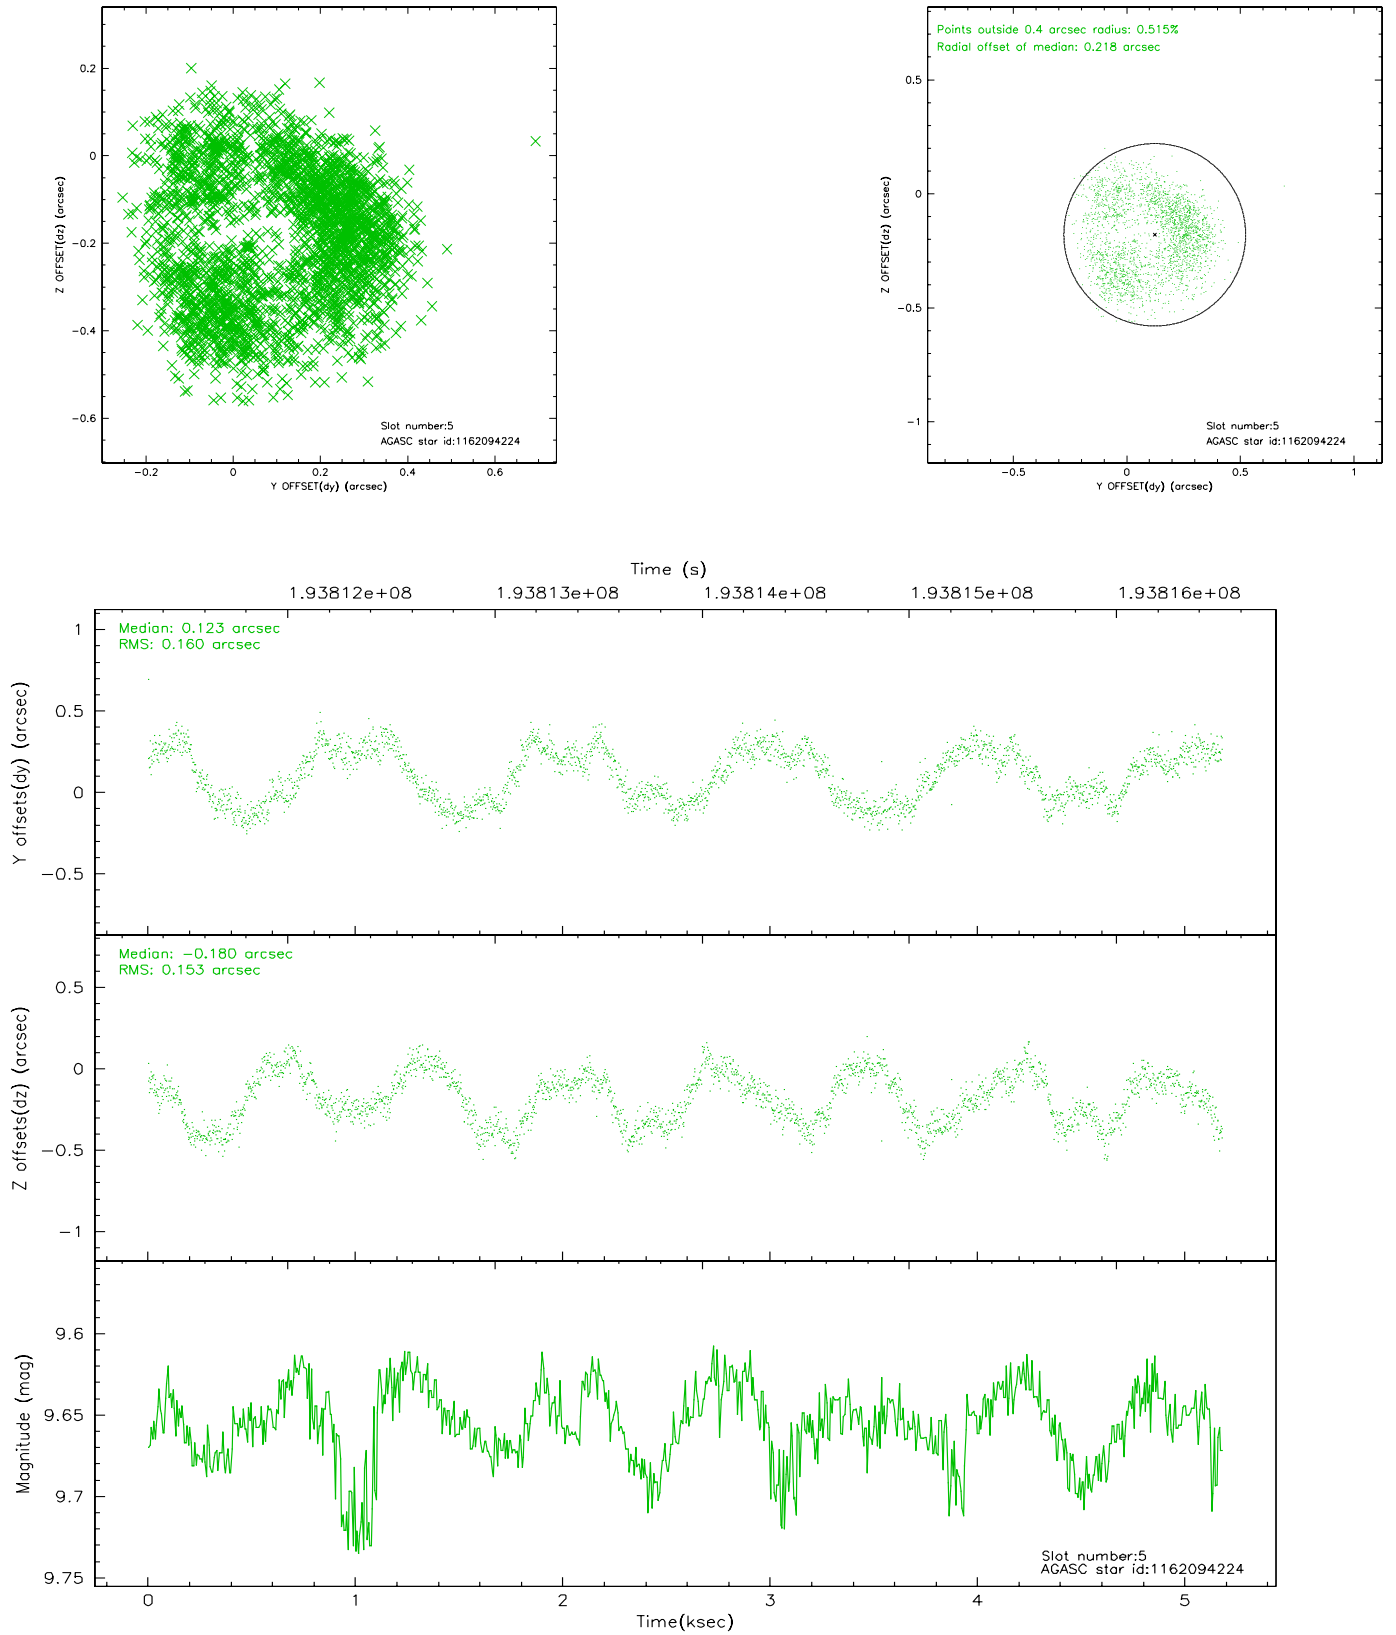 0.2
0
−0.2
−0.4
−0.6
Z OFFSET(dz) (arcsec)
Slot number:5
AGASC star id:1162094224
−0.2 0 0.2 0.4 0.6
Y OFFSET(dy) (arcsec)
Points outside 0.4 arcsec radius: 0.515%
Radial offset of median: 0.218 arcsec
0.5
0
−0.5
−1
Z OFFSET(dz) (arcsec)
Slot number:5
AGASC star id:1162094224
−0.5 0 0.5 1
Y OFFSET(dy) (arcsec)
Time (s)
1.93812e+08 1.93813e+08 1.93814e+08 1.93815e+08 1.93816e+08
Median: 0.123 arcsec
RMS: 0.160 arcsec
1
0.5
0
−0.5
Y offsets(dy) (arcsec)
Median: −0.180 arcsec
RMS: 0.153 arcsec
0.5
0
−0.5
−1
Z offsets(dz) (arcsec)
9.6
9.65
9.7
9.75
Magnitude (mag)
Slot number:5
AGASC star id:1162094224
0 1 2 3 4 5
Time(ksec)